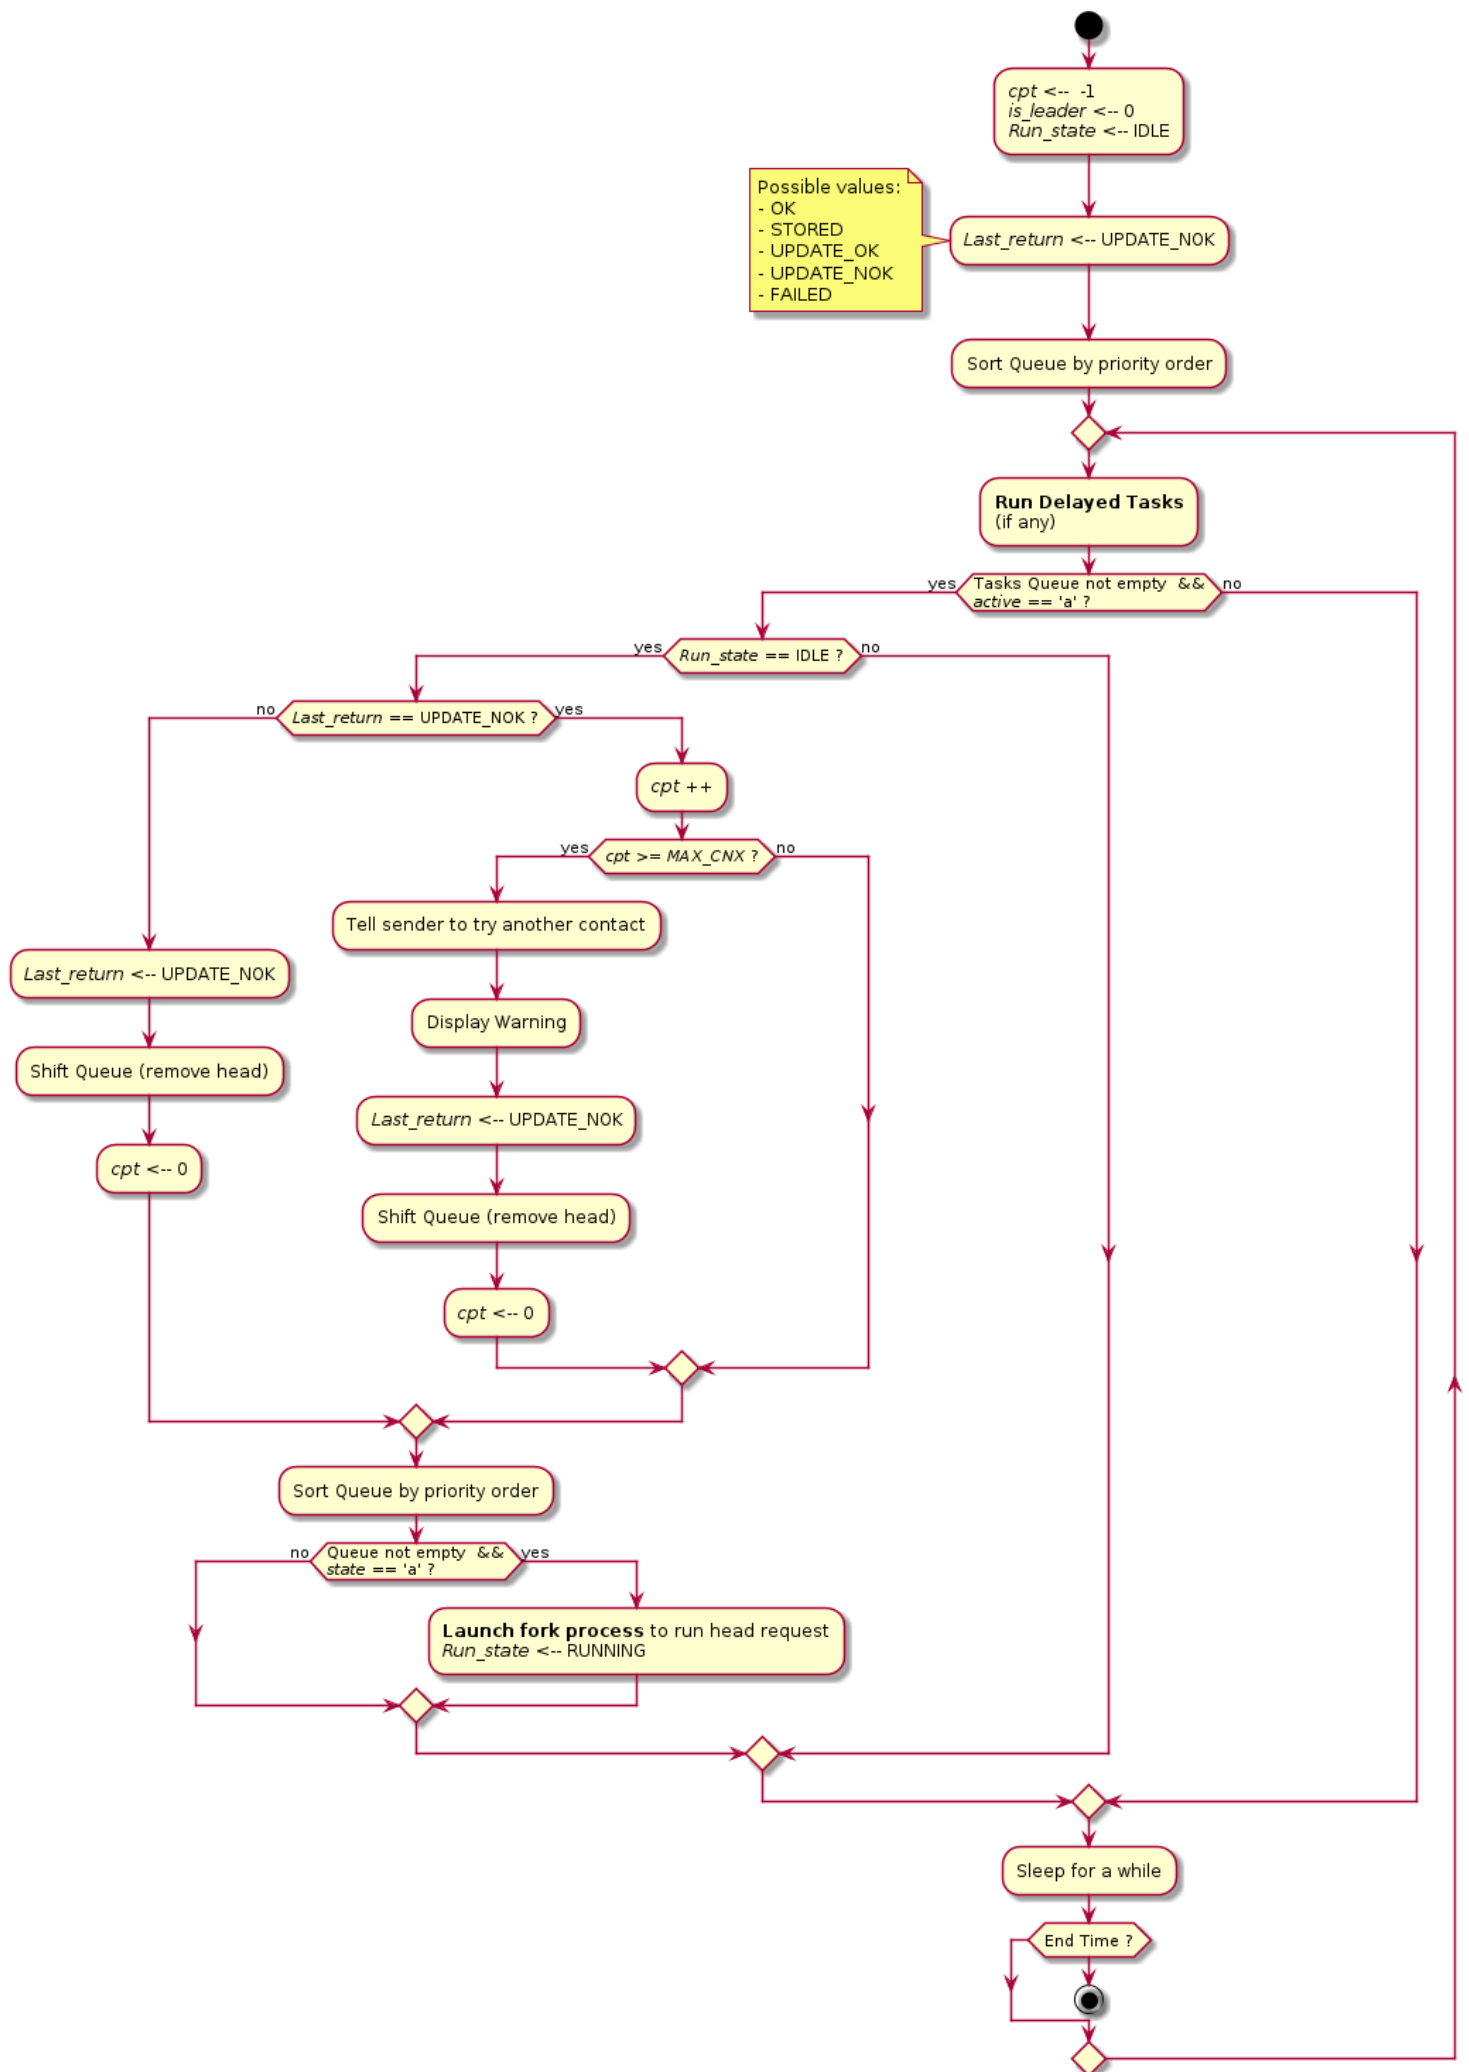 cpt <--  -1
is_leader <-- 0
Run_state <-- IDLE
Possible values:
- OK
- STORED
- UPDATE_OK
- UPDATE_NOK
- FAILED
Last_return <-- UPDATE_NOK
Sort Queue by priority order
Run Delayed Tasks
(if any)
yes
Tasks Queue not empty  &&
active == 'a' ?
no
yes
Run_state == IDLE ?
no
no
Last_return == UPDATE_NOK ?
yes
cpt ++
yes
cpt >= MAX_CNX ?
no
Tell sender to try another contact
Last_return <-- UPDATE_NOK
Display Warning
Shift Queue (remove head)
Last_return <-- UPDATE_NOK
cpt <-- 0
Shift Queue (remove head)
cpt <-- 0
Sort Queue by priority order
no
Queue not empty  &&
state == 'a' ?
yes
Launch fork process to run head request
Run_state <-- RUNNING
Sleep for a while
End Time ?